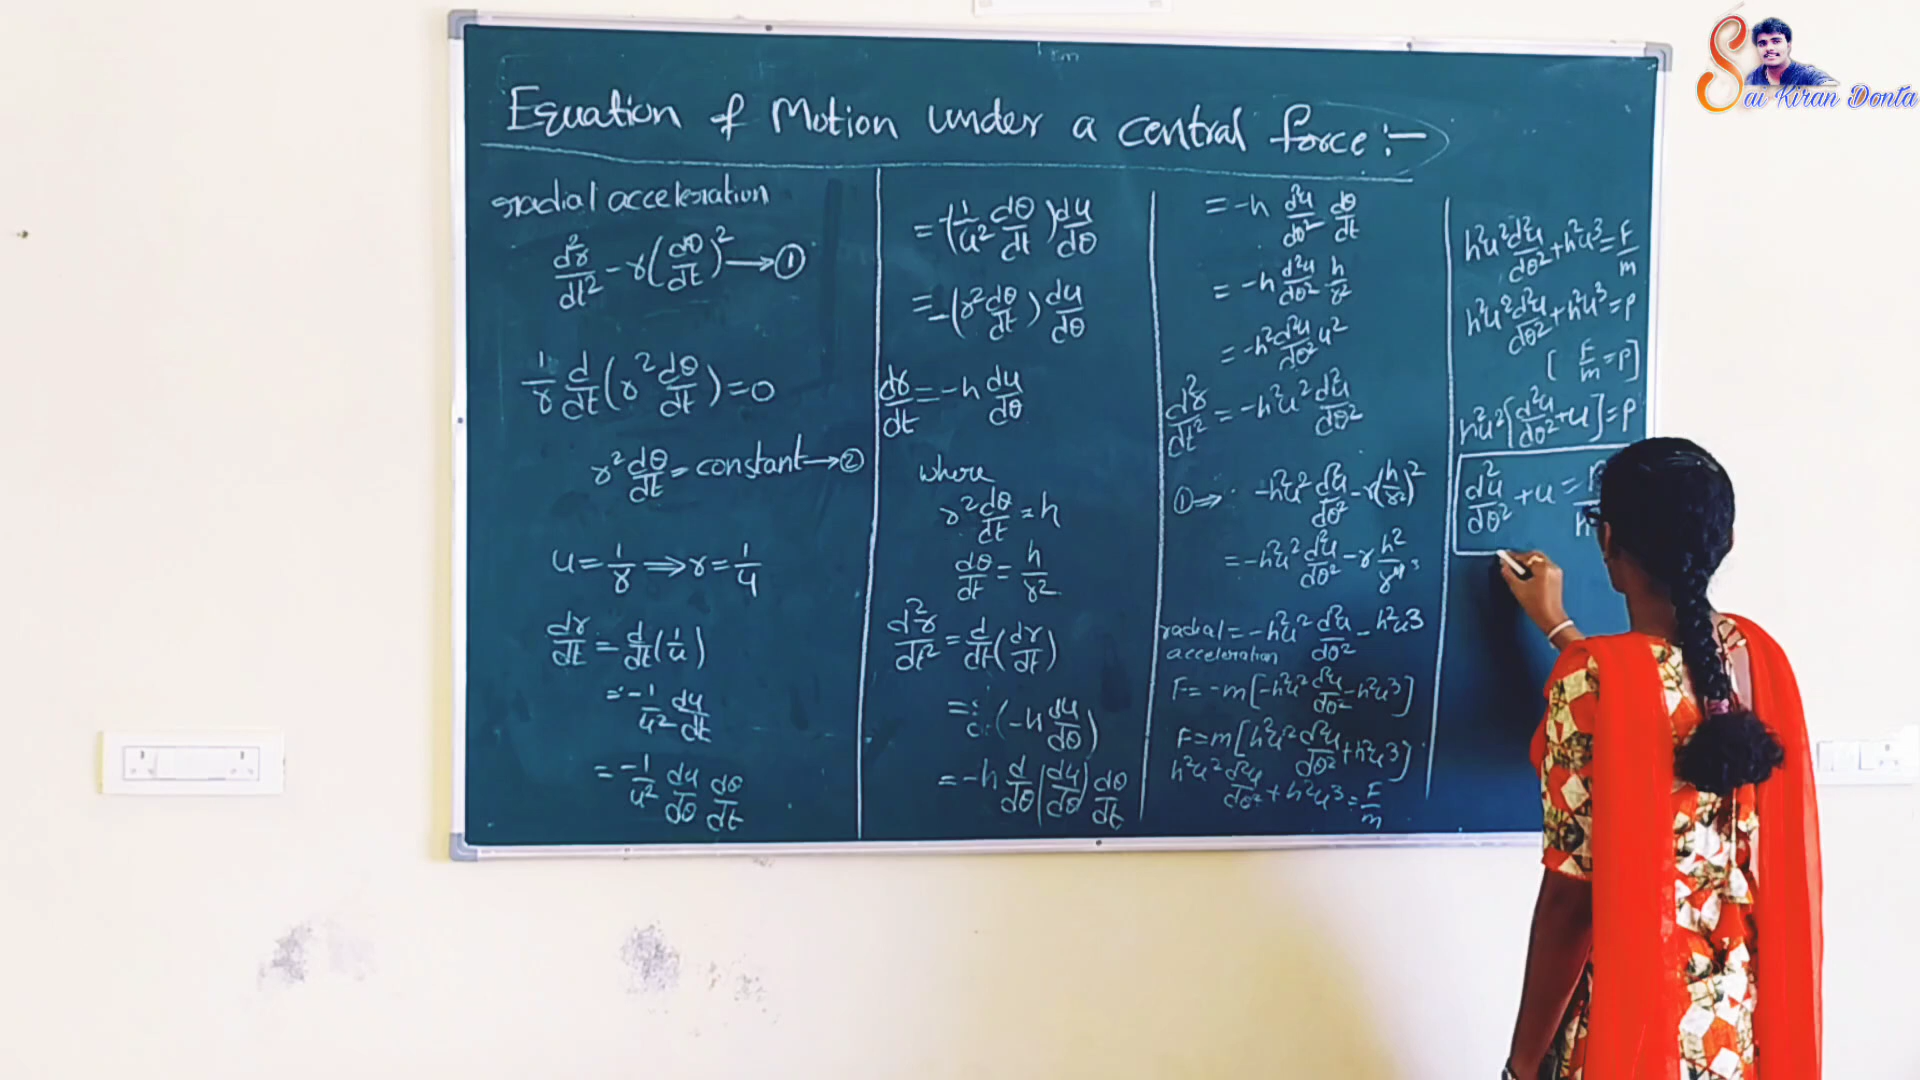 Equation of Motion under a central force :-
radial acceleration
d²r/dt² - r(dθ/dt)² → ①
1/r d/dt (r² dθ/dt) = 0
r² dθ/dt = constant → ②
u = 1/r ⇒ r = 1/u
dr/dt = d/dt (1/u)
= -1/u² du/dt
= -1/u² du/dθ dθ/dt
= -(1/u² dθ/dt) du/dθ
= -(r² dθ/dt) du/dθ
dr/dt = -h du/dθ
where
r² dθ/dt = h
dθ/dt = h/r²
d²r/dt² = d/dt (dr/dt)
= (-h du/dθ)
= -h d/dθ (du/dθ) dθ/dt
= -h d²u/dθ² dθ/dt
= -h d²u/dθ² h/r²
= -h² d²u/dθ² u²
d²r/dt² = -h²u² d²u/dθ²
① ⇒ -h²u² d²u/dθ² - r(h/r²)²
= -h²u² d²u/dθ² - r h²/r⁴
radial acceleration = -h²u² d²u/dθ² - h²u³
F = -m[-h²u² d²u/dθ² - h²u³]
F = m[h²u² d²u/dθ² + h²u³]
h²u² d²u/dθ² + h²u³ = F/m
h²u² d²u/dθ² + h²u³ = F/m
h²u² d²u/dθ² + h²u³ = P
[F/m = P]
h²u² [d²u/dθ² + u] = P
d²u/dθ² + u =
Sai Kiran Donta